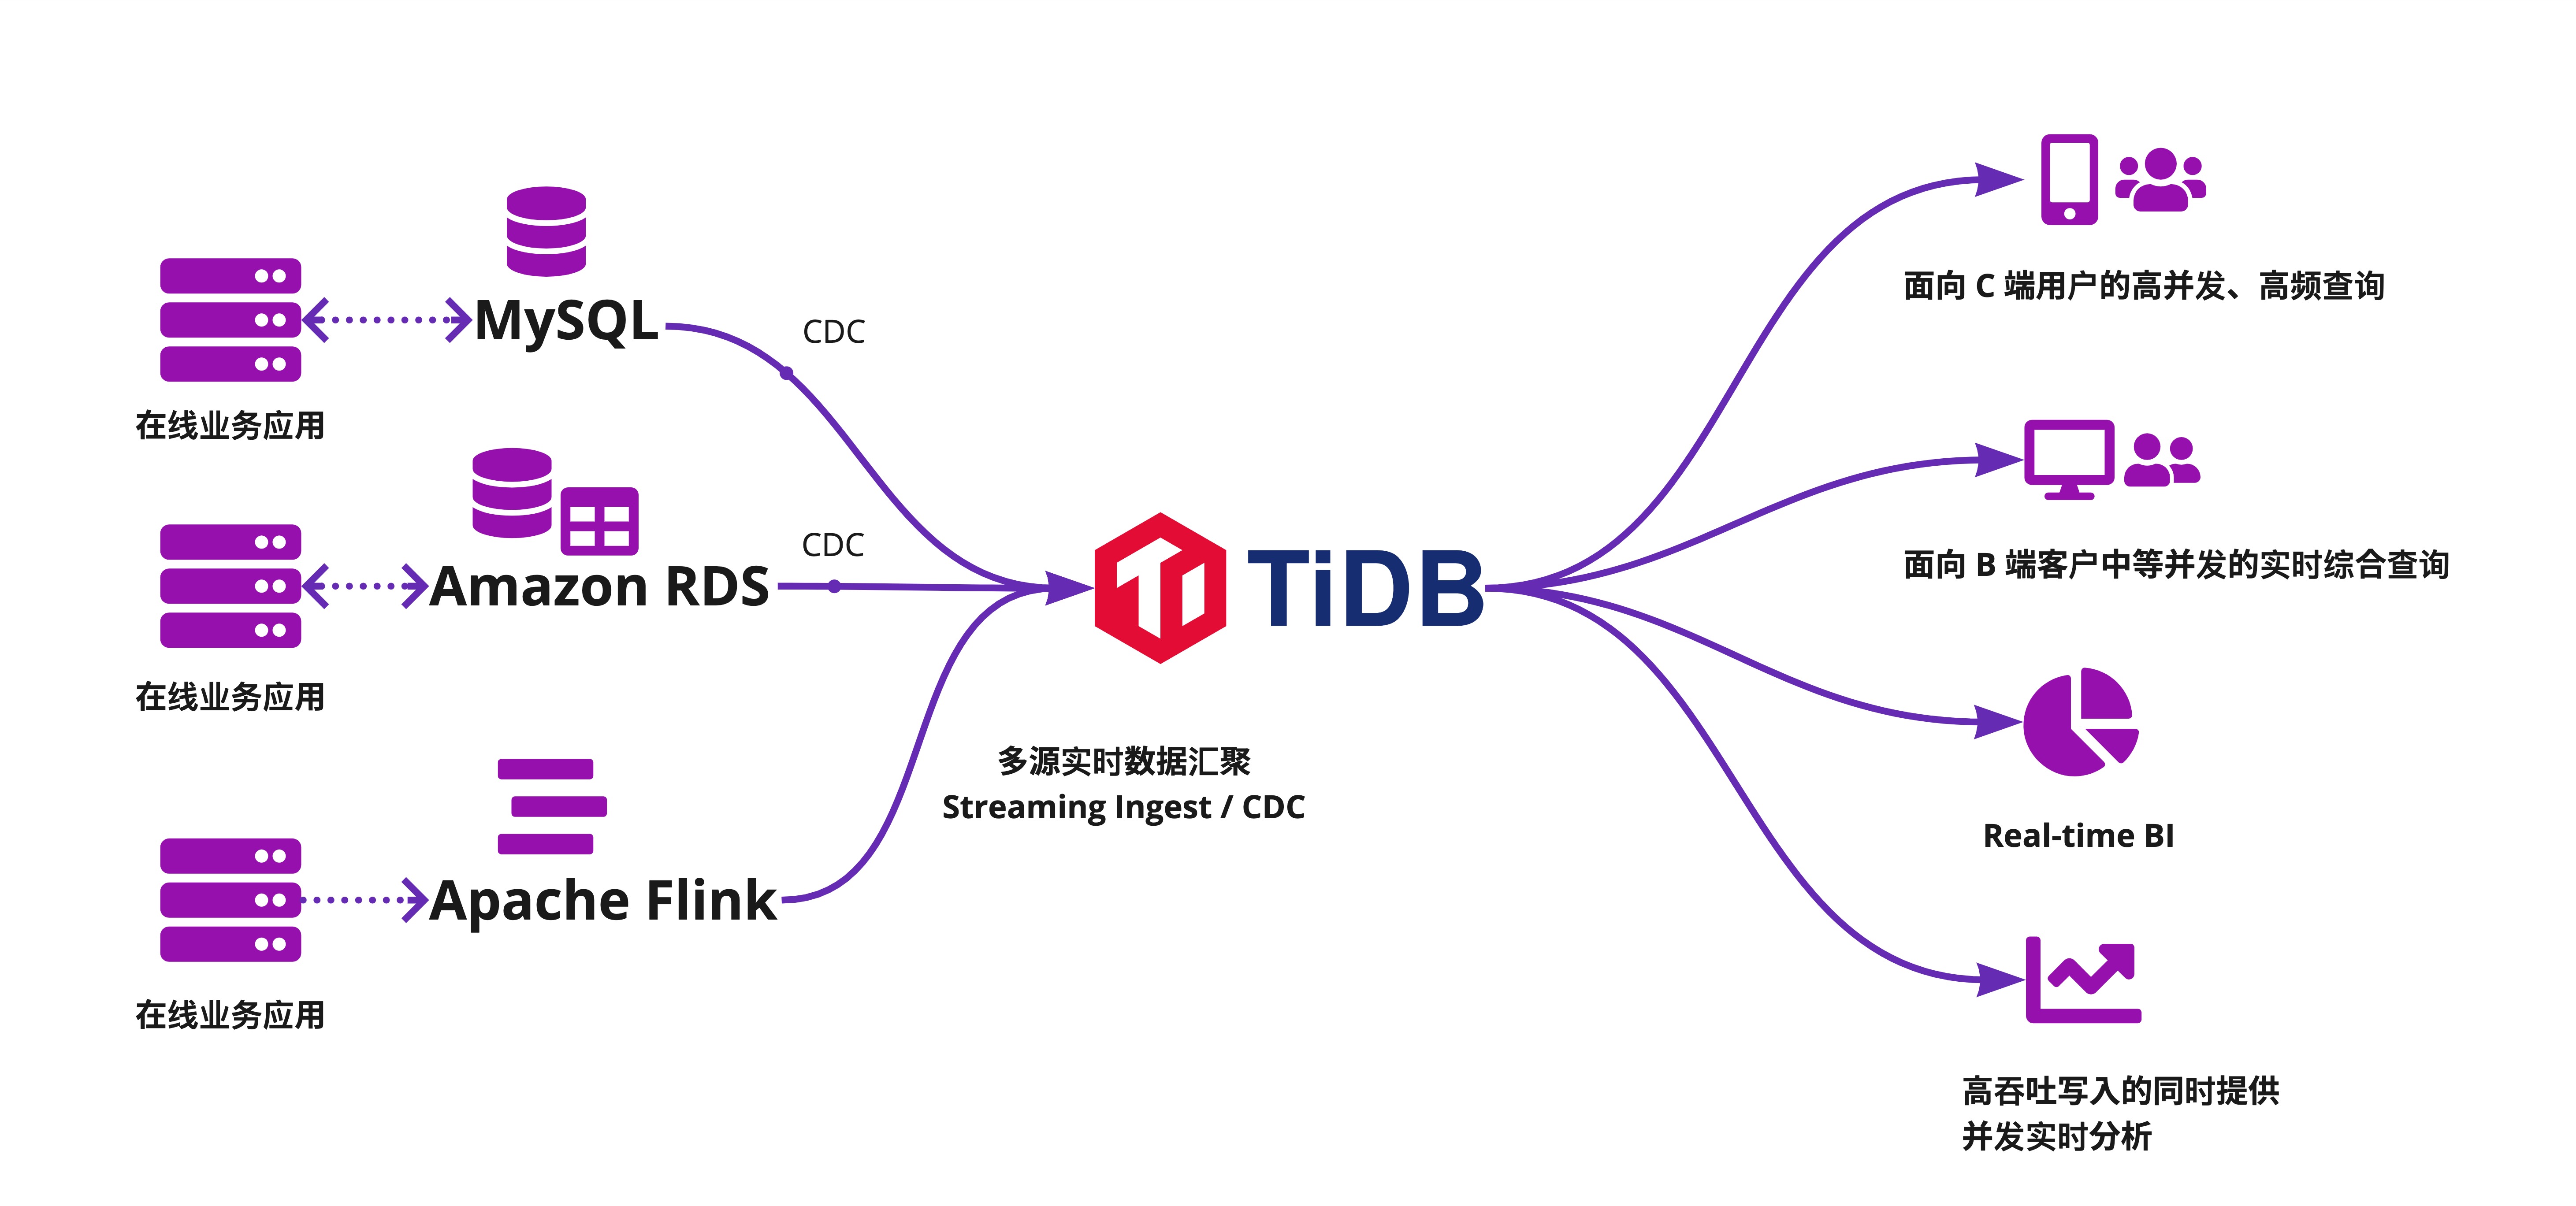 MySQL
CDC
在线业务应用
Amazon RDS
CDC
在线业务应用
Apache Flink
在线业务应用
TiDB
多源实时数据汇聚
Streaming Ingest / CDC
面向 C 端用户的高并发、高频查询
面向 B 端客户中等并发的实时综合查询
Real-time BI
高吞吐写入的同时提供
并发实时分析